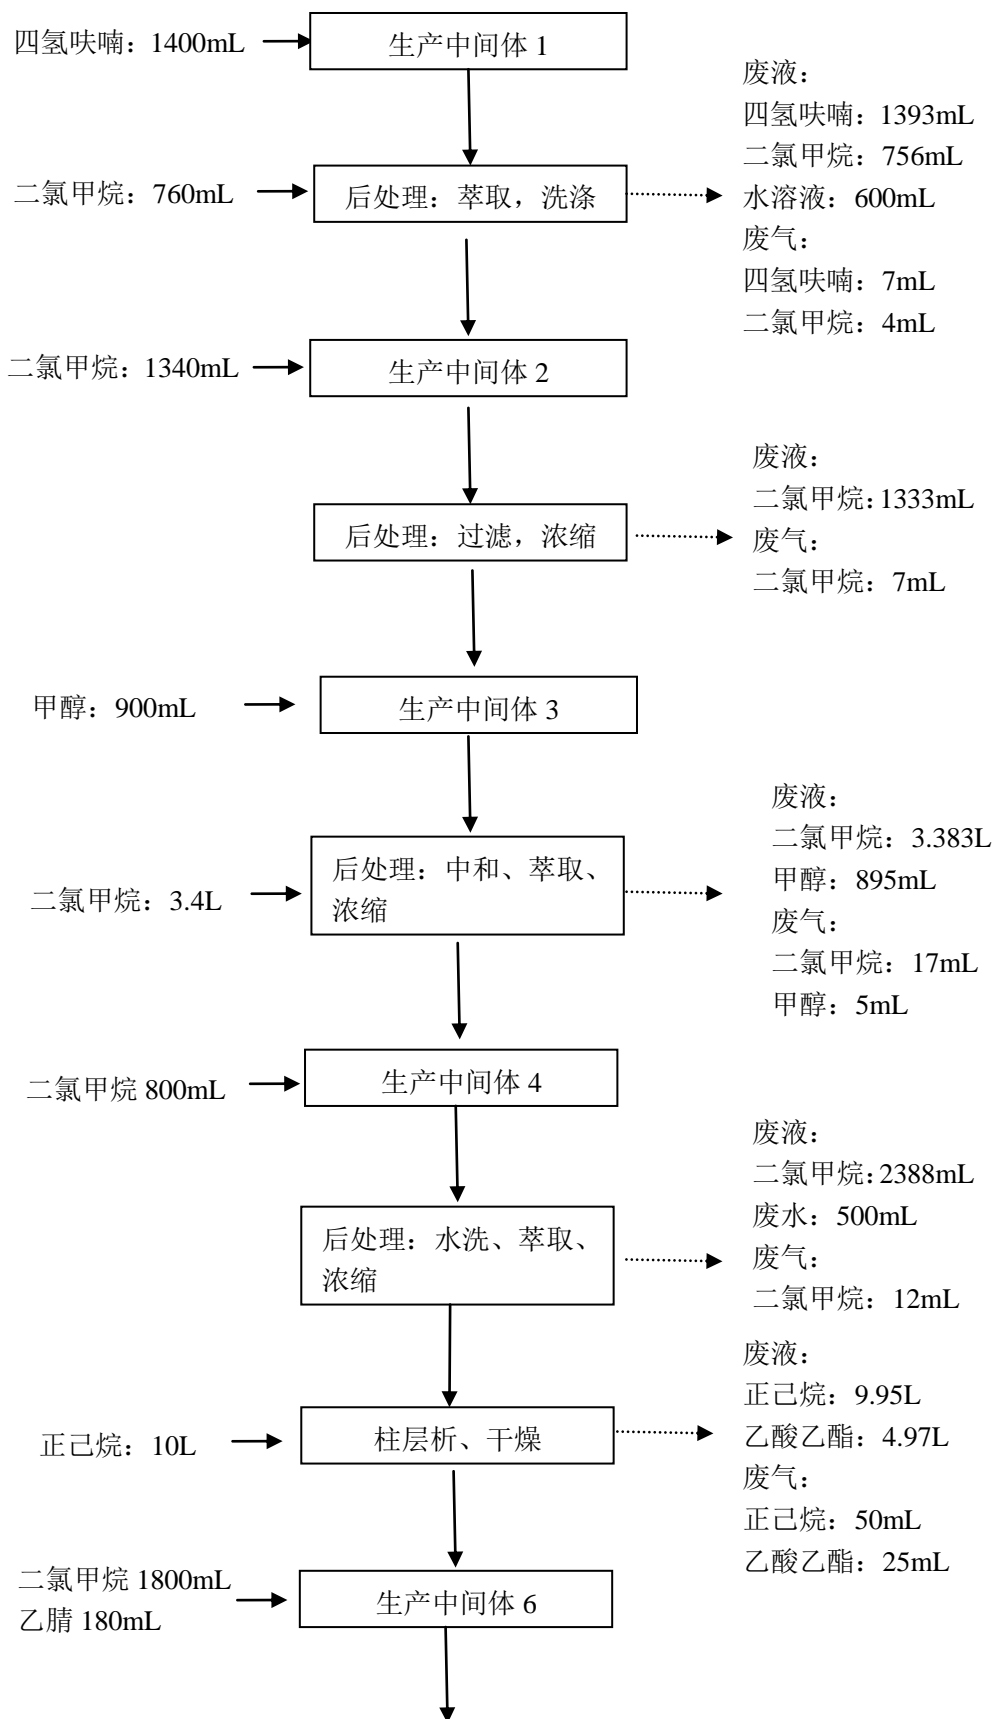 四氢呋喃：1400mL
生产中间体 1
废液：
四氢呋喃：1393mL
二氯甲烷：756mL
水溶液：600mL
废气：
四氢呋喃：7mL
二氯甲烷：4mL
二氯甲烷：760mL
后处理：萃取，洗涤
二氯甲烷：1340mL
生产中间体 2
废液：
二氯甲烷：1333mL
废气：
二氯甲烷：7mL
后处理：过滤，浓缩
甲醇：900mL
生产中间体 3
废液：
二氯甲烷：3.383L
甲醇：895mL
废气：
二氯甲烷：17mL
甲醇：5mL
二氯甲烷：3.4L
后处理：中和、萃取、
浓缩
二氯甲烷 800mL
生产中间体 4
废液：
二氯甲烷：2388mL
废水：500mL
废气：
二氯甲烷：12mL
后处理：水洗、萃取、
浓缩
废液：
正己烷：9.95L
乙酸乙酯：4.97L
废气：
正己烷：50mL
乙酸乙酯：25mL
正己烷：10L
柱层析、干燥
二氯甲烷 1800mL
乙腈 180mL
生产中间体 6